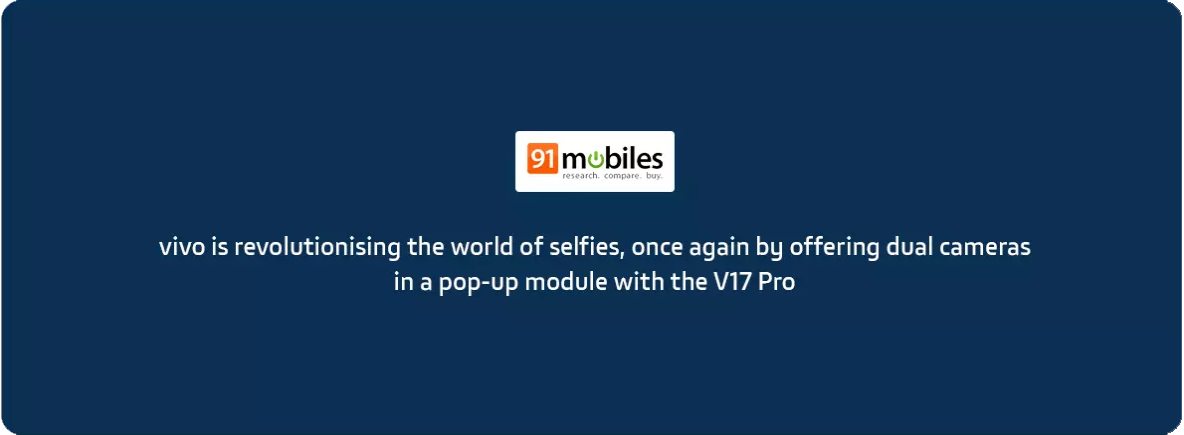 91mobiles
research. compare. buy.
vivo is revolutionising the world of selfies, once again by offering dual cameras
in a pop-up module with the V17 Pro